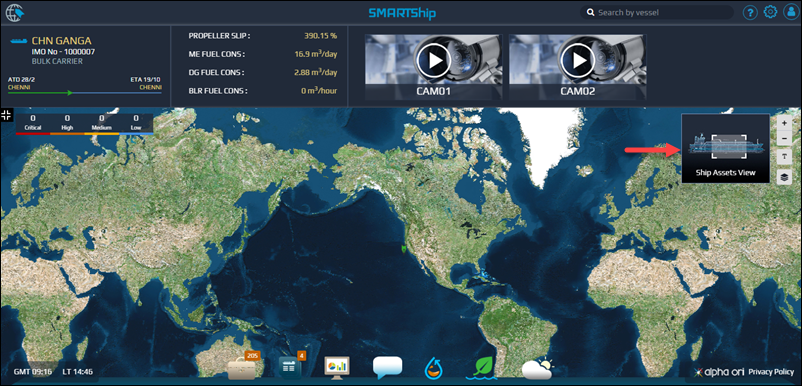 SMARTShip
Search by vessel
?
CHN GANGA
IMO No - 1000007
BULK CARRIER
ATD 28/2 ETA 19/10
CHENNI CHENNI
PROPELLER SLIP : 390.15 %
ME FUEL CONS : 16.9 m³/day
DG FUEL CONS : 2.88 m³/day
BLR FUEL CONS : 0 m³/hour
CAM01 CAM02
0 0 0 0
Critical High Medium Low
+
−
T
Ship Assets View
205 4
GMT 09:16 LT 14:46
alpha ori Privacy Policy